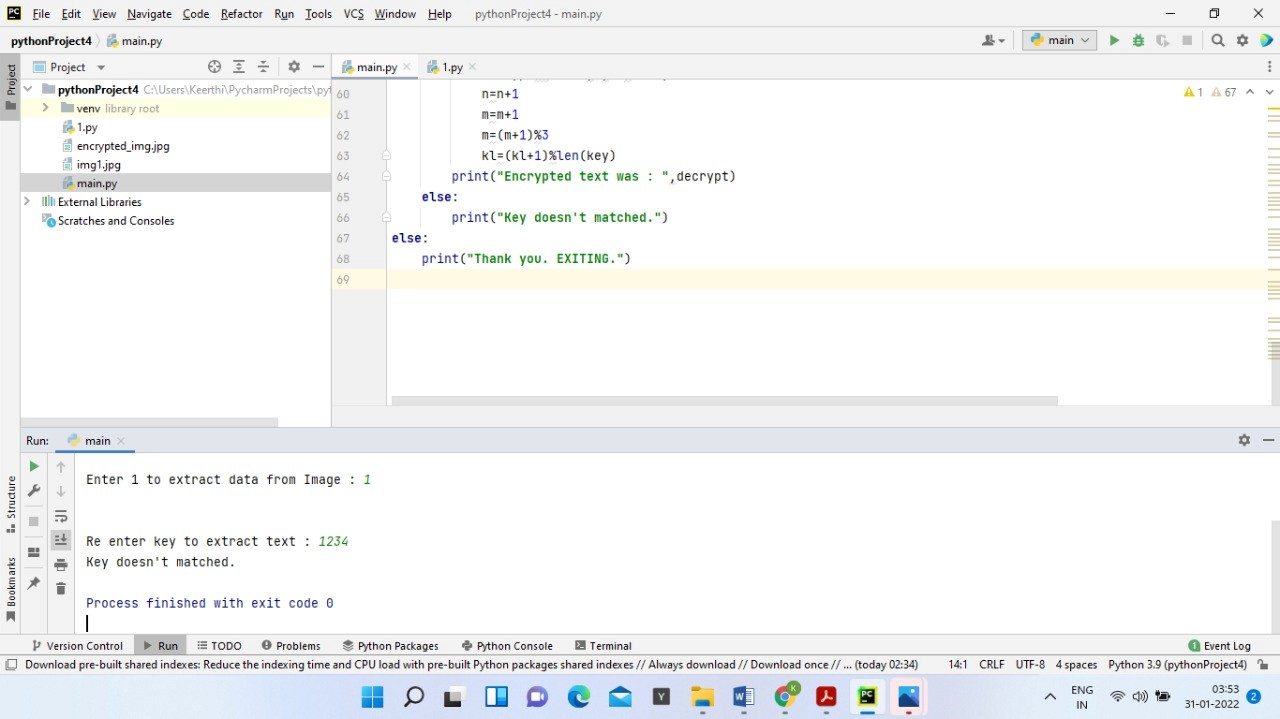 PC File Edit View Navigate Code Refactor Run Tools VCS Window Help pythonProject4 - main.py
pythonProject4 main.py main
Project Project main.py 1.py
pythonProject4 C:\Users\Keerthi\PycharmProjects\pyt
venv library root
1.py
encrypted_img.jpg
img1.jpg
main.py
External Libraries
Scratches and Consoles
1 67
60 n=n+1
61 m=m+1
62 m=(m+1)%3
63 kl=(kl+1)%len(key)
64 print("Encrypted text was : ",decrypt)
65 else:
66 print("Key doesn't matched.")
67 else:
68 print("Thank you. EXITING.")
69
Run: main
Enter 1 to extract data from Image : 1
Re enter key to extract text : 1234
Key doesn't matched.
Process finished with exit code 0
Structure
Bookmarks
Version Control Run TODO Problems Python Packages Python Console Terminal 1 Event Log
Download pre-built shared indexes: Reduce the indexing time and CPU load with pre-built Python packages shared indexes // Always download // Download once // ... (today 02:34) 14:1 CRLF UTF-8 4 spaces Python 3.9 (pythonProject4)
Y W K PC ENG 03:53
IN 31-01-2022 2